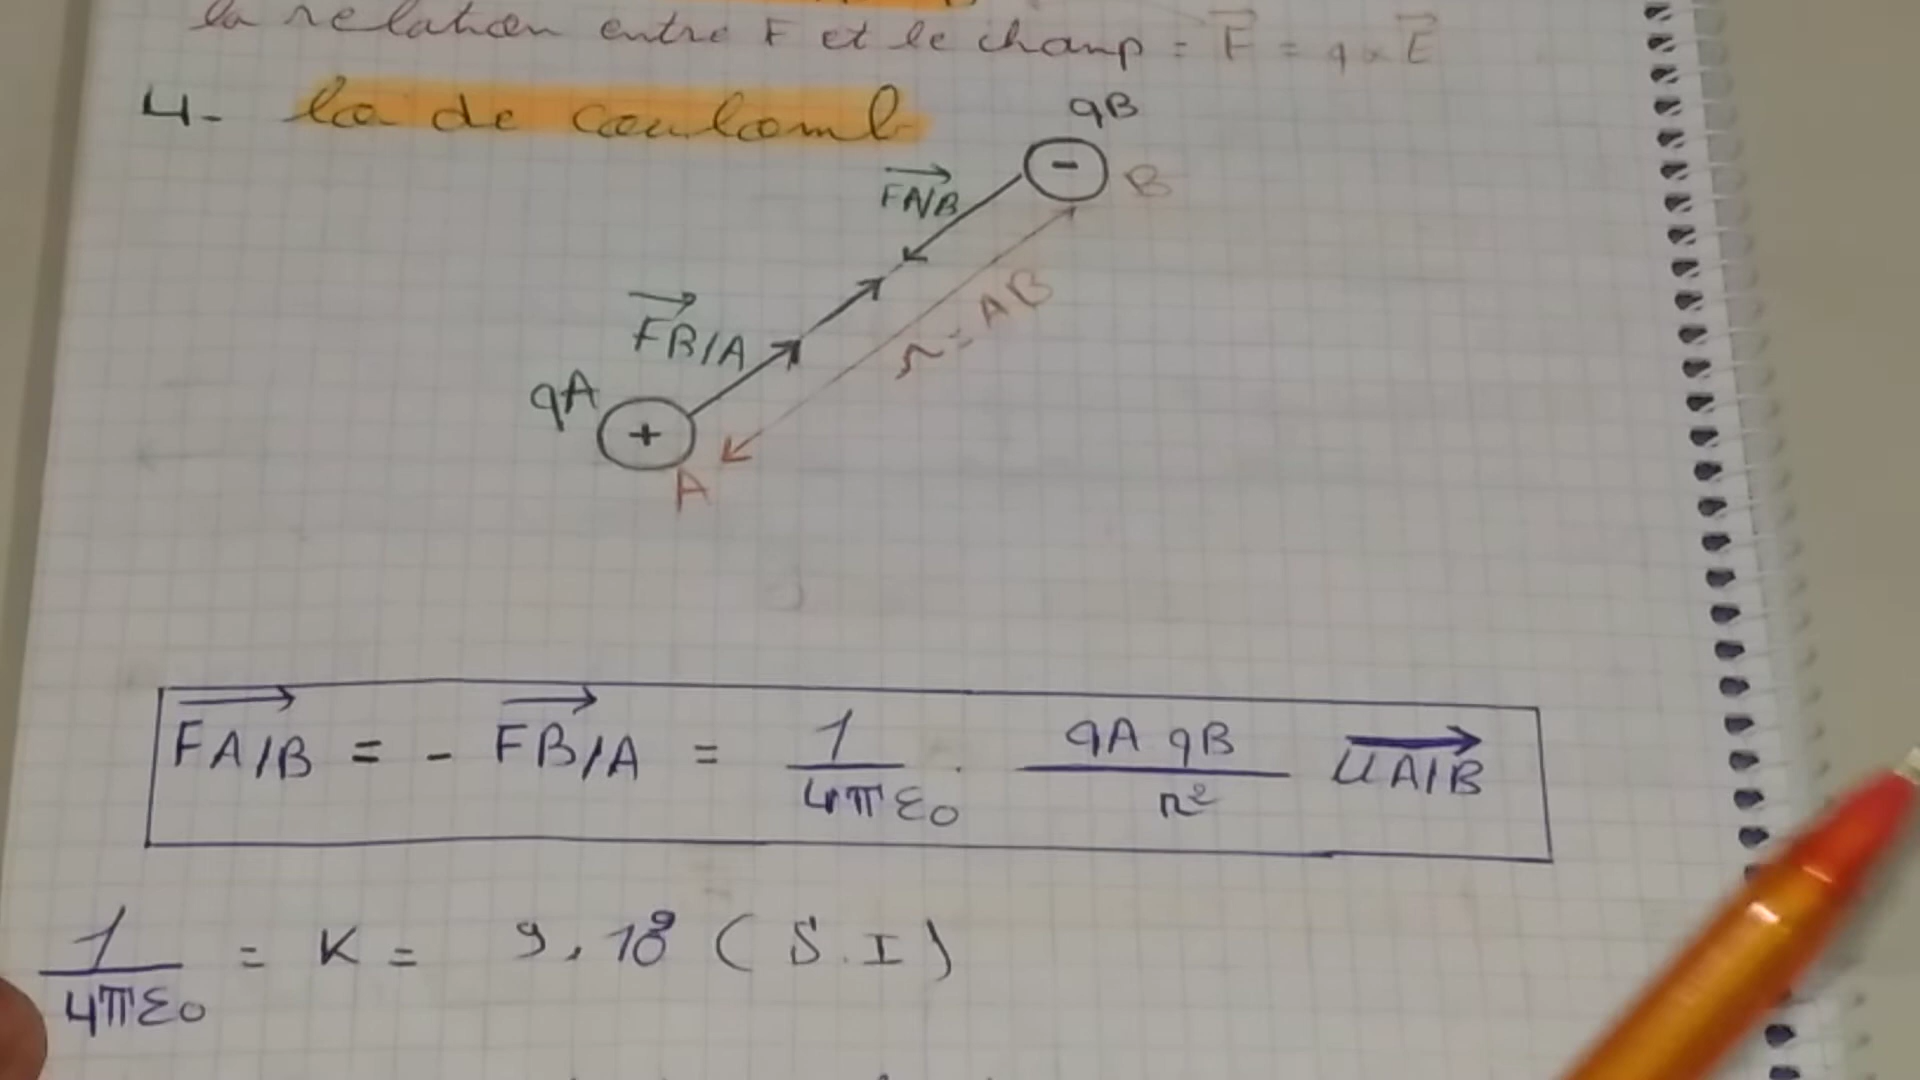 la relation entre F et le champ = F = q x E
4- loi de coulomb
qB
FA/B
B
r = AB
FB/A
qA
+
A
FA/B = - FB/A = 1/4πε0 . qA qB/r² UA/B
1/4πε0 = K = 9.10⁹ (S.I)